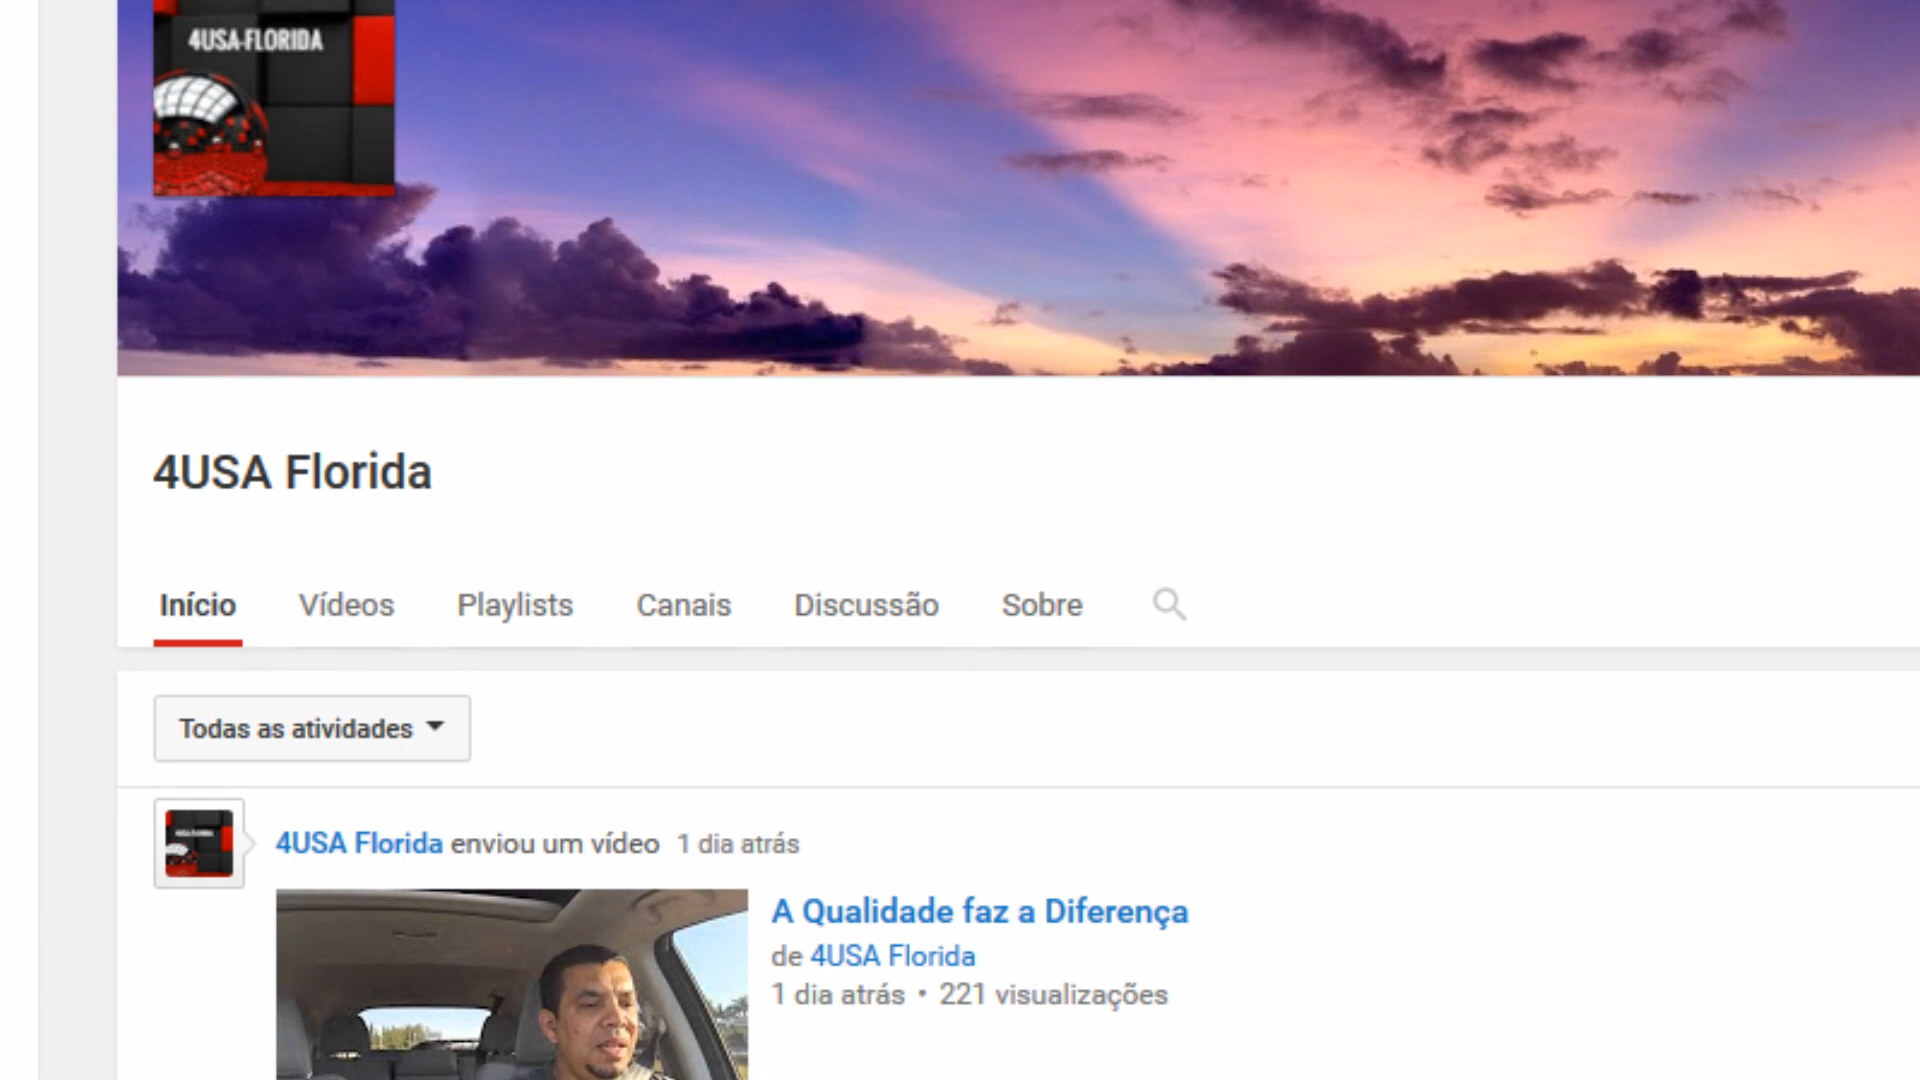 4USA-FLORIDA
4USA Florida
Início Vídeos Playlists Canais Discussão Sobre
Todas as atividades
4USA Florida enviou um vídeo 1 dia atrás
A Qualidade faz a Diferença
de 4USA Florida
1 dia atrás • 221 visualizações